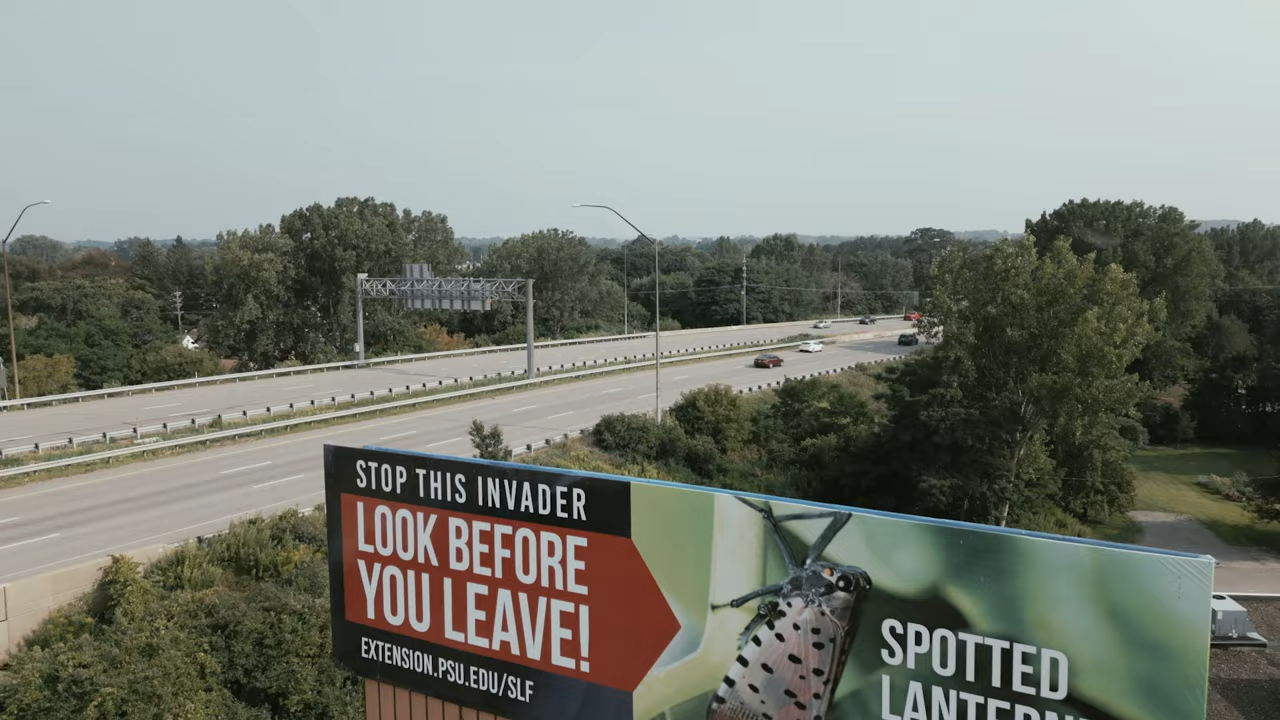 STOP THIS INVADER
LOOK BEFORE
YOU LEAVE!
EXTENSION.PSU.EDU/SLF
SPOTTED